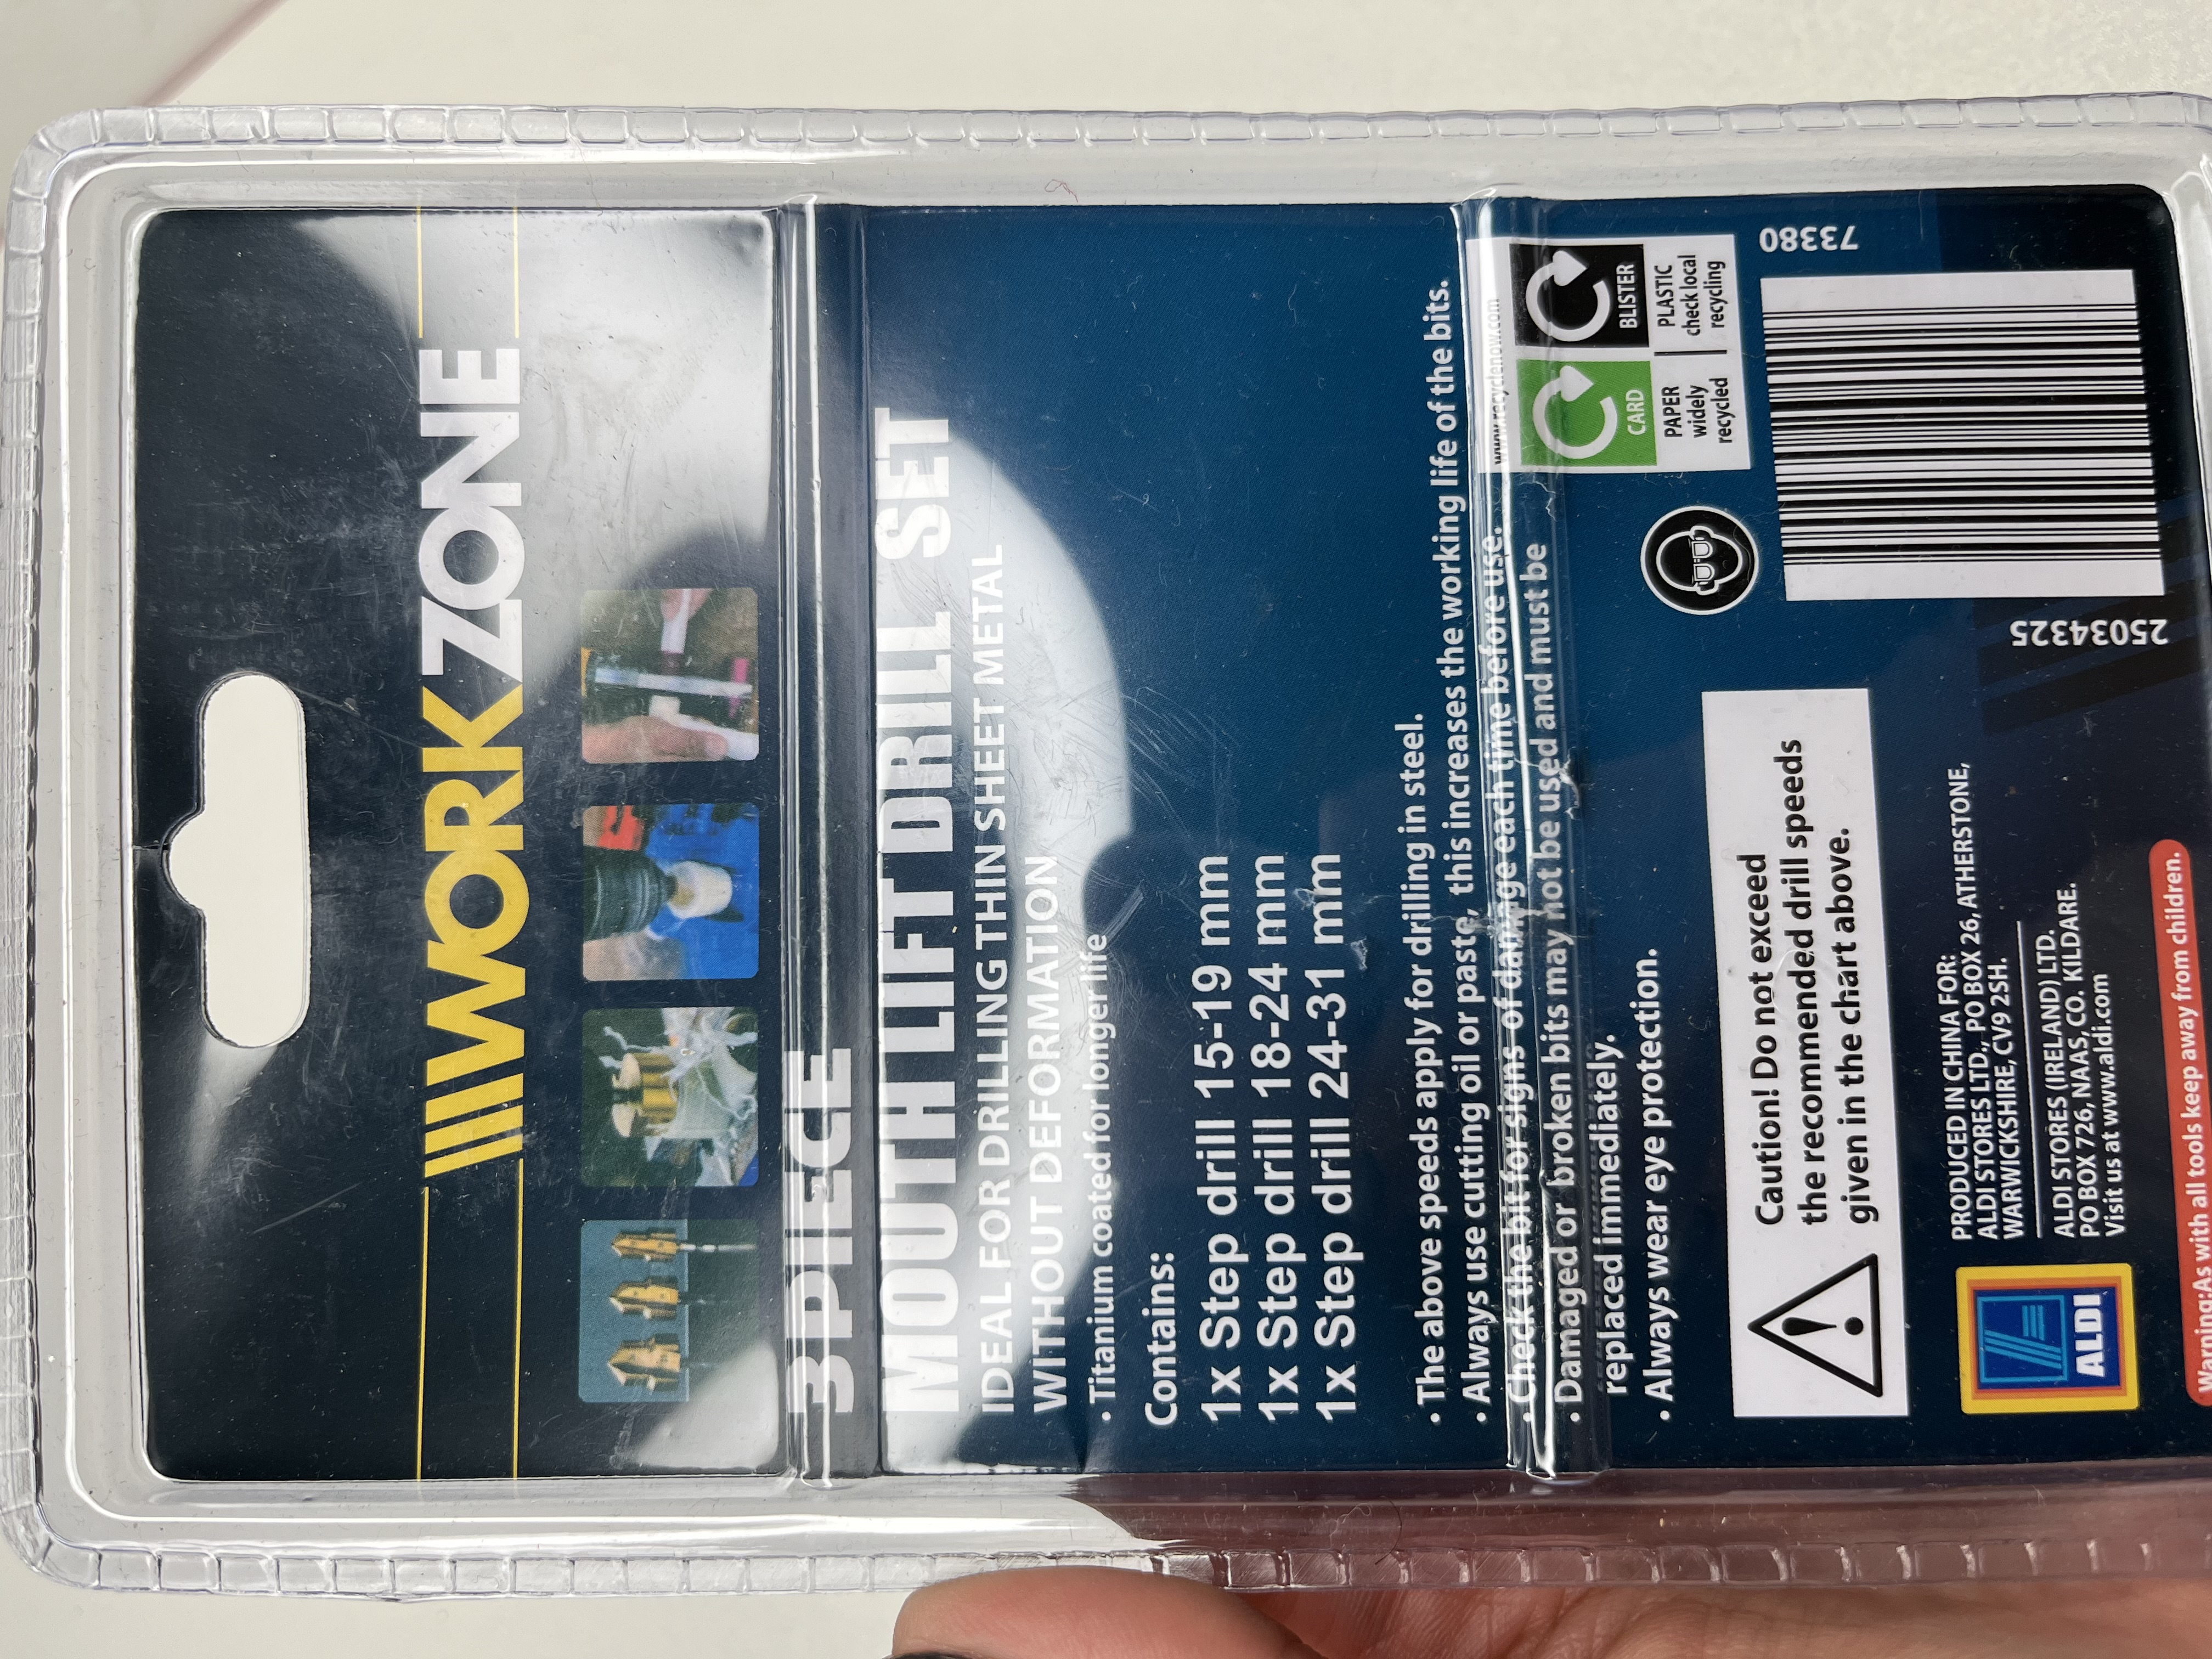 WORKZONE
3 PIECE
MOUTH LIFT DRILL SET
IDEAL FOR DRILLING THIN SHEET METAL
WITHOUT DEFORMATION
• Titanium coated for longer life
Contains:
1x Step drill 15-19 mm
1x Step drill 18-24 mm
1x Step drill 24-31 mm
• The above speeds apply for drilling in steel.
• Always use cutting oil or paste, this increases the working life of the bits.
• Check the bit for signs of damage each time before use.
• Damaged or broken bits may not be used and must be
replaced immediately.
• Always wear eye protection.
www.recyclenow.com
CARD
BLISTER
PAPER
widely
recycled
PLASTIC
check local
recycling
Caution! Do not exceed
the recommended drill speeds
given in the chart above.
73380
25034325
ALDI
PRODUCED IN CHINA FOR:
ALDI STORES LTD., PO BOX 26, ATHERSTONE,
WARWICKSHIRE, CV9 2SH.
ALDI STORES (IRELAND) LTD.
PO BOX 726, NAAS, CO. KILDARE.
Visit us at www.aldi.com
Warning: As with all tools keep away from children.